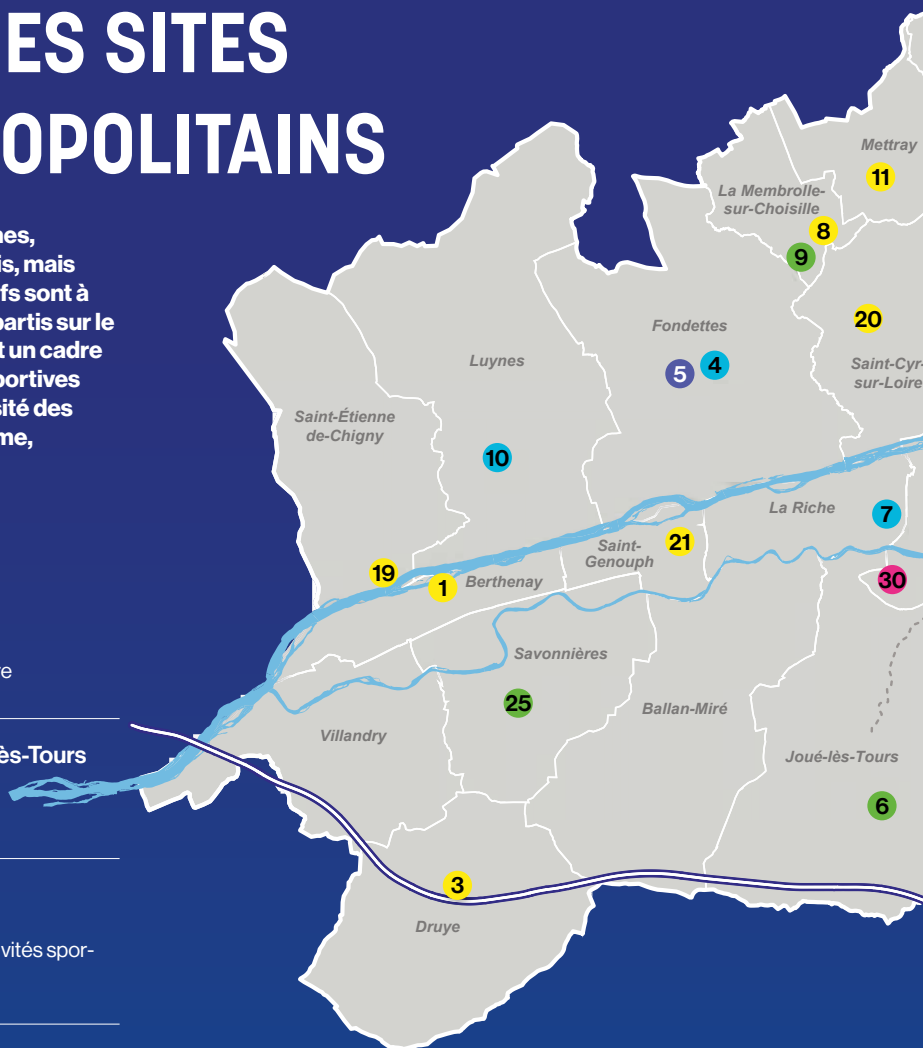 ES SITES
OPOLITAINS
nes,
is, mais
fs sont à
partis sur le
t un cadre
portives
sité des
me,
re
ès-Tours
vités spor-
Mettray
11
La Membrolle-
sur-Choisille
8
9
20
Fondettes
5
4
Saint-Cyr-
sur-Loire
Luynes
Saint-Étienne
de-Chigny
10
La Riche
7
Saint-
Genouph
21
19
1
Berthenay
30
Savonnières
25
Ballan-Miré
Villandry
Joué-lès-Tours
6
3
Druye